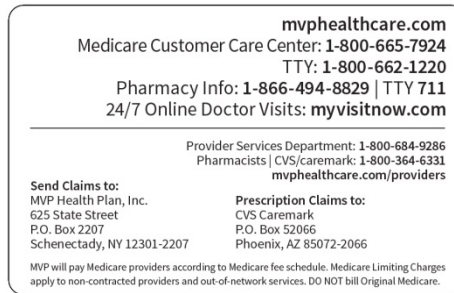 mvphealthcare.com
Medicare Customer Care Center: 1-800-665-7924
TTY: 1-800-662-1220
Pharmacy Info: 1-866-494-8829 | TTY 711
24/7 Online Doctor Visits: myvisitnow.com
Provider Services Department: 1-800-684-9286
Pharmacists | CVS/caremark: 1-800-364-6331
mvphealthcare.com/providers
Send Claims to:
MVP Health Plan, Inc.
625 State Street
P.O. Box 2207
Schenectady, NY 12301-2207
Prescription Claims to:
CVS Caremark
P.O. Box 52066
Phoenix, AZ 85072-2066
MVP will pay Medicare providers according to Medicare fee schedule. Medicare Limiting Charges
apply to non-contracted providers and out-of-network services. DO NOT bill Original Medicare.